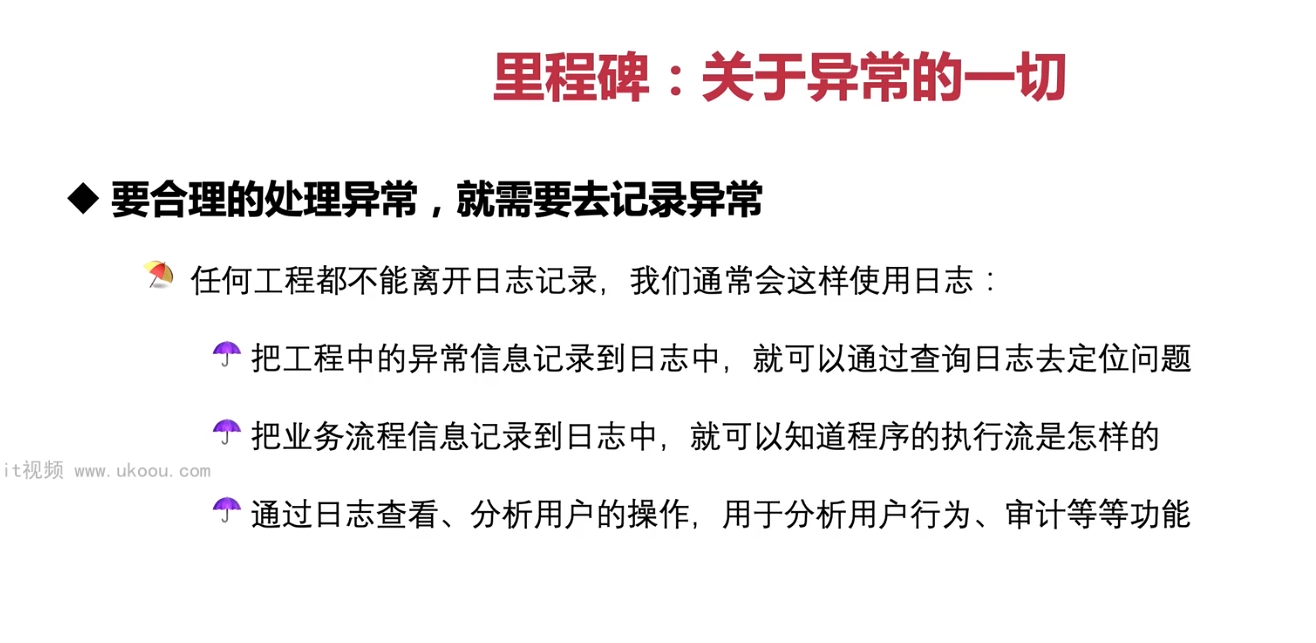 里程碑：关于异常的一切
要合理的处理异常，就需要去记录异常
任何工程都不能离开日志记录，我们通常会这样使用日志：
把工程中的异常信息记录到日志中，就可以通过查询日志去定位问题
把业务流程信息记录到日志中，就可以知道程序的执行流是怎样的
it视频 www.ukoou.com
通过日志查看、分析用户的操作，用于分析用户行为、审计等等功能